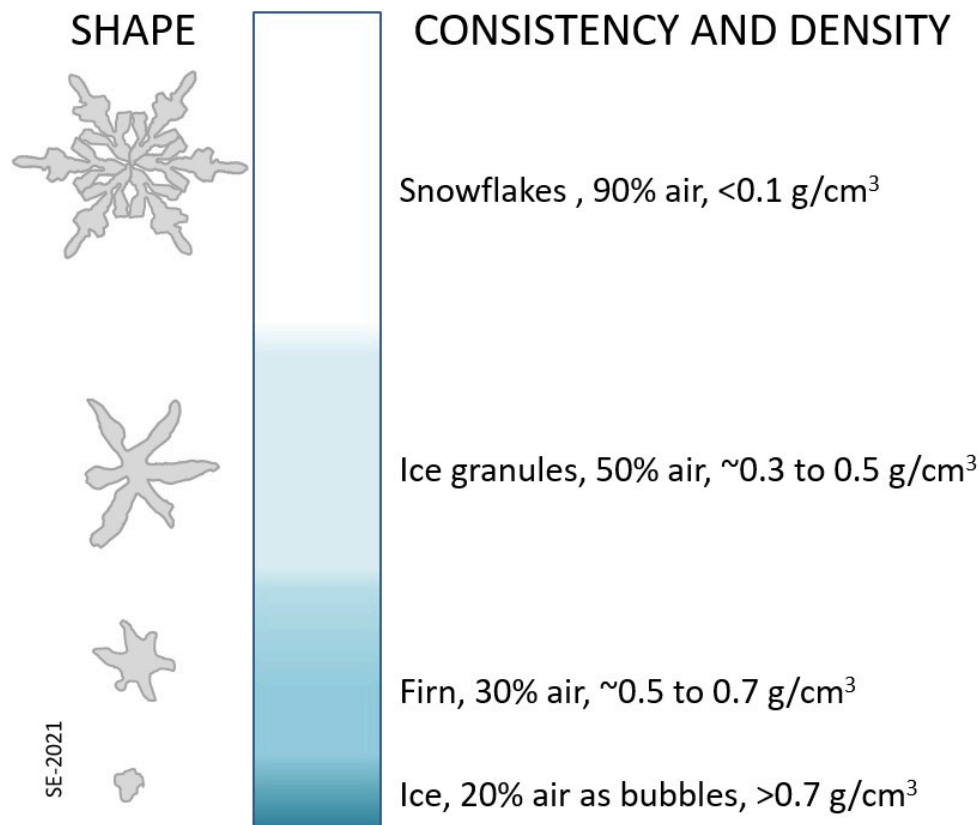 SHAPE
CONSISTENCY AND DENSITY
Snowflakes , 90% air, <0.1 g/cm³
Ice granules, 50% air, ~0.3 to 0.5 g/cm³
Firn, 30% air, ~0.5 to 0.7 g/cm³
SE-2021
Ice, 20% air as bubbles, >0.7 g/cm³